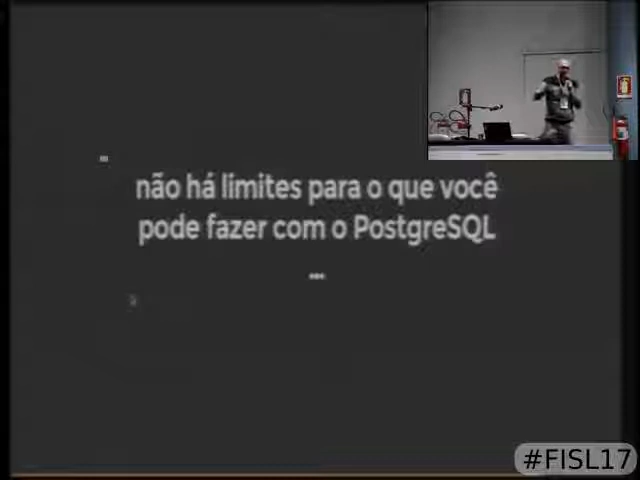 não há limites para o que você
pode fazer com o PostgreSQL
...
#FISL17